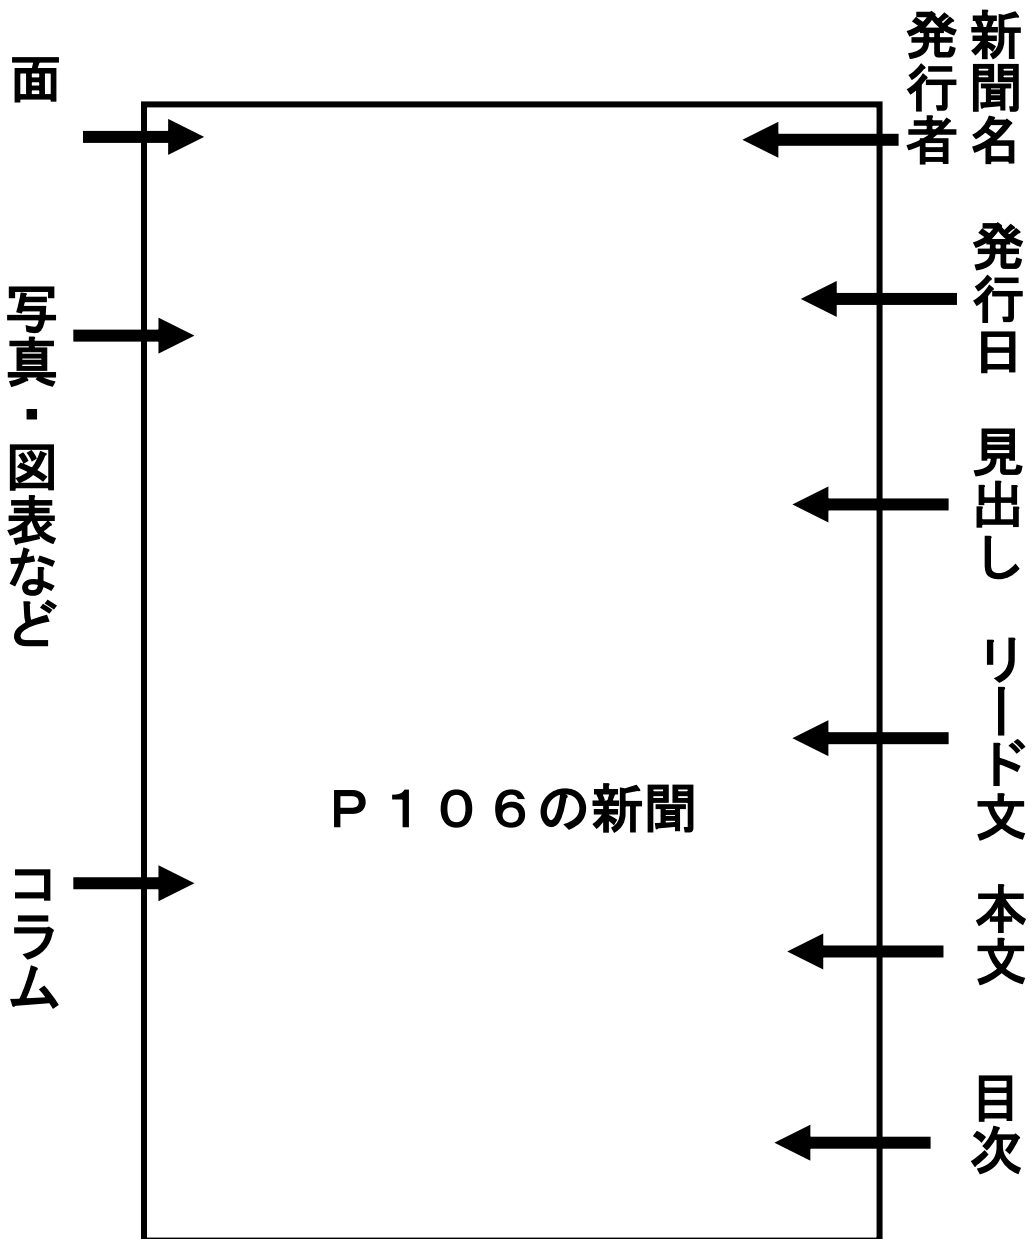 新聞名
発行者
発行日
見出し
リード文
本文
目次
Ｐ１０６の新聞
面
写真・図表など
コラム